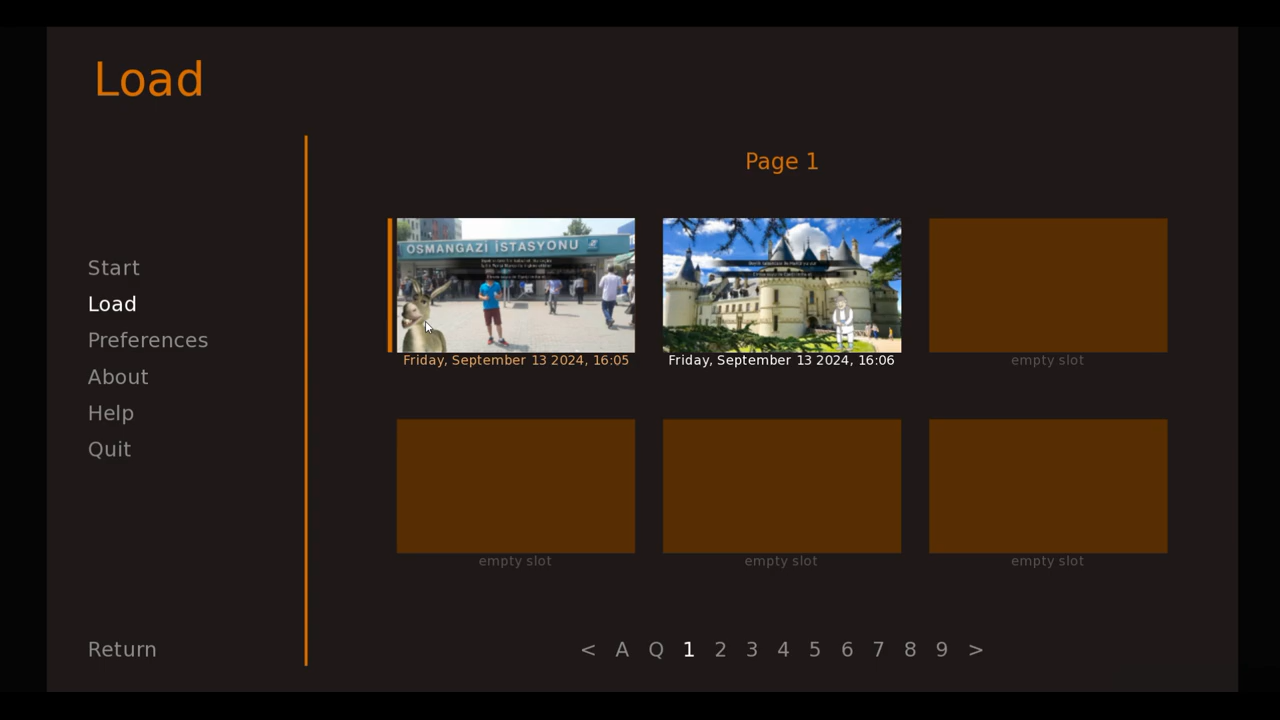 Load
Page 1
OSMANGAZİ İSTASYONU
Start
Load
Preferences
About
Help
Quit
Friday, September 13 2024, 16:05
Friday, September 13 2024, 16:06
empty slot
empty slot
empty slot
empty slot
Return
< A Q 1 2 3 4 5 6 7 8 9 >